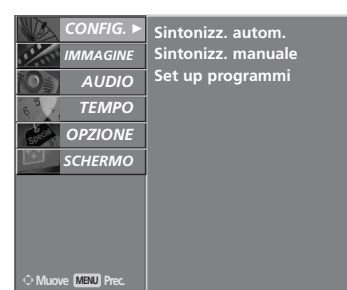 CONFIG. ►
IMMAGINE
AUDIO
TEMPO
OPZIONE
SCHERMO
Sintonizz. autom.
Sintonizz. manuale
Set up programmi
Muove MENU Prec.